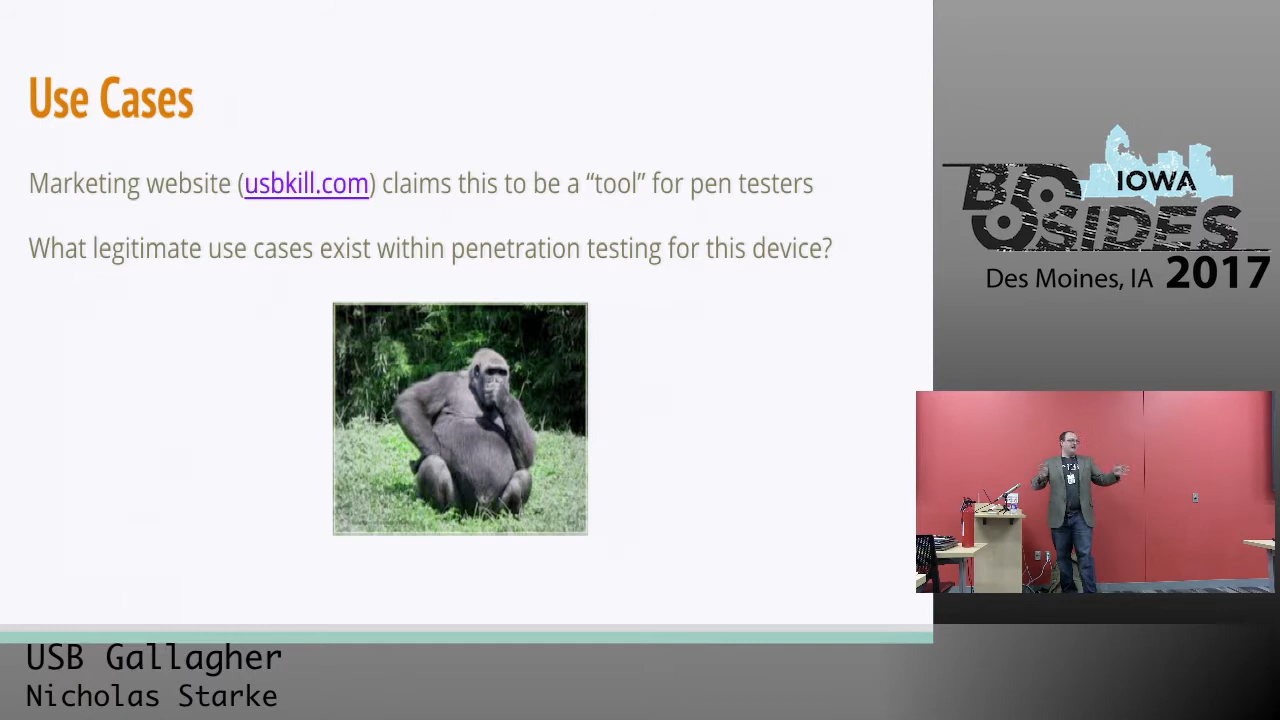 Use Cases
Marketing website (usbkill.com) claims this to be a “tool” for pen testers
What legitimate use cases exist within penetration testing for this device?
BSIDES
IOWA
Des Moines, IA 2017
USB Gallagher
Nicholas Starke